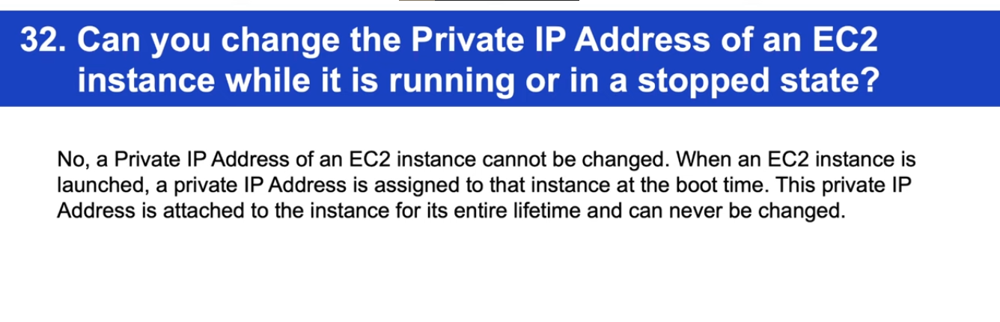 32. Can you change the Private IP Address of an EC2
instance while it is running or in a stopped state?
No, a Private IP Address of an EC2 instance cannot be changed. When an EC2 instance is
launched, a private IP Address is assigned to that instance at the boot time. This private IP
Address is attached to the instance for its entire lifetime and can never be changed.